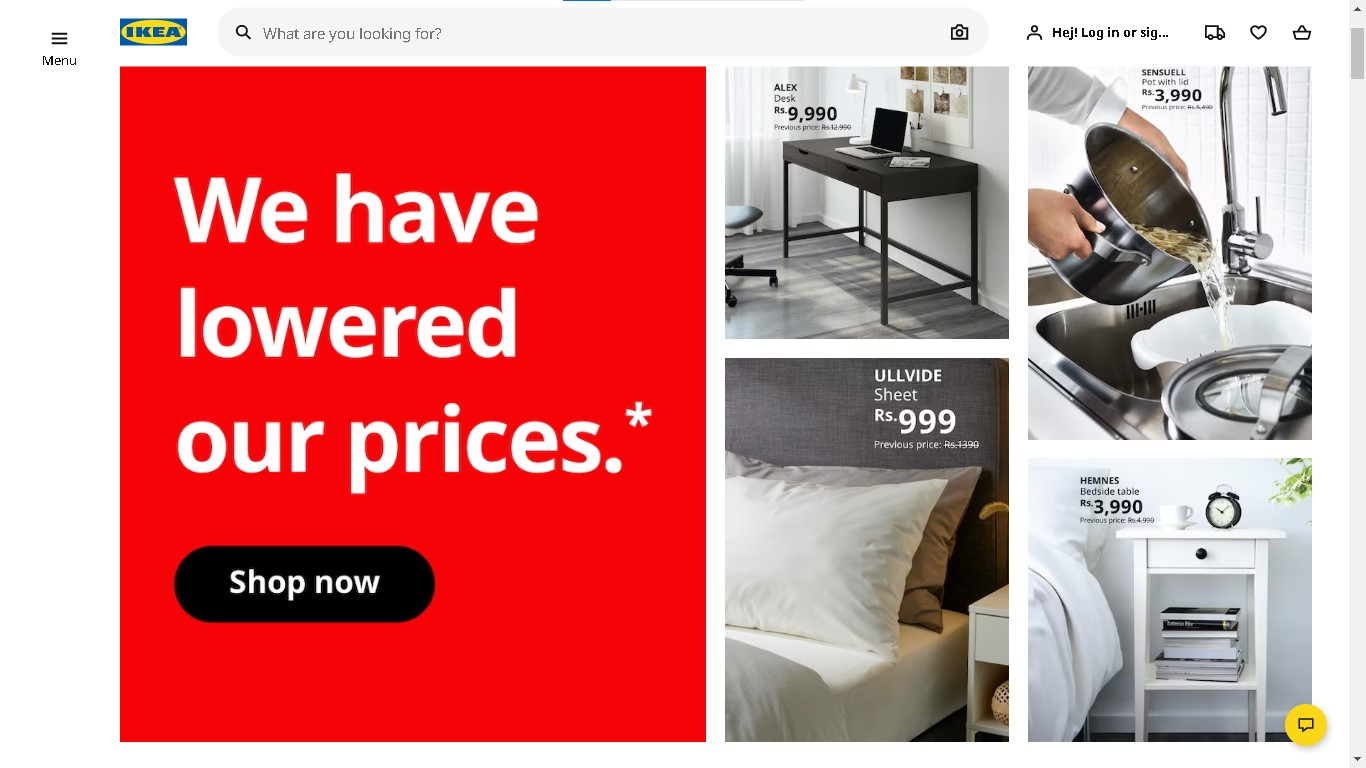 IKEA
What are you looking for?
Hej! Log in or sig...
Menu
We have
lowered
our prices.*
Shop now
ALEX
Desk
Rs.9,990
Previous price: Rs.12,990
ULLVIDE
Sheet
Rs.999
Previous price: Rs.1390
SENSUELL
Pot with lid
Rs.3,990
Previous price: Rs.5,490
HEMNES
Bedside table
Rs.3,990
Previous price: Rs.4,990